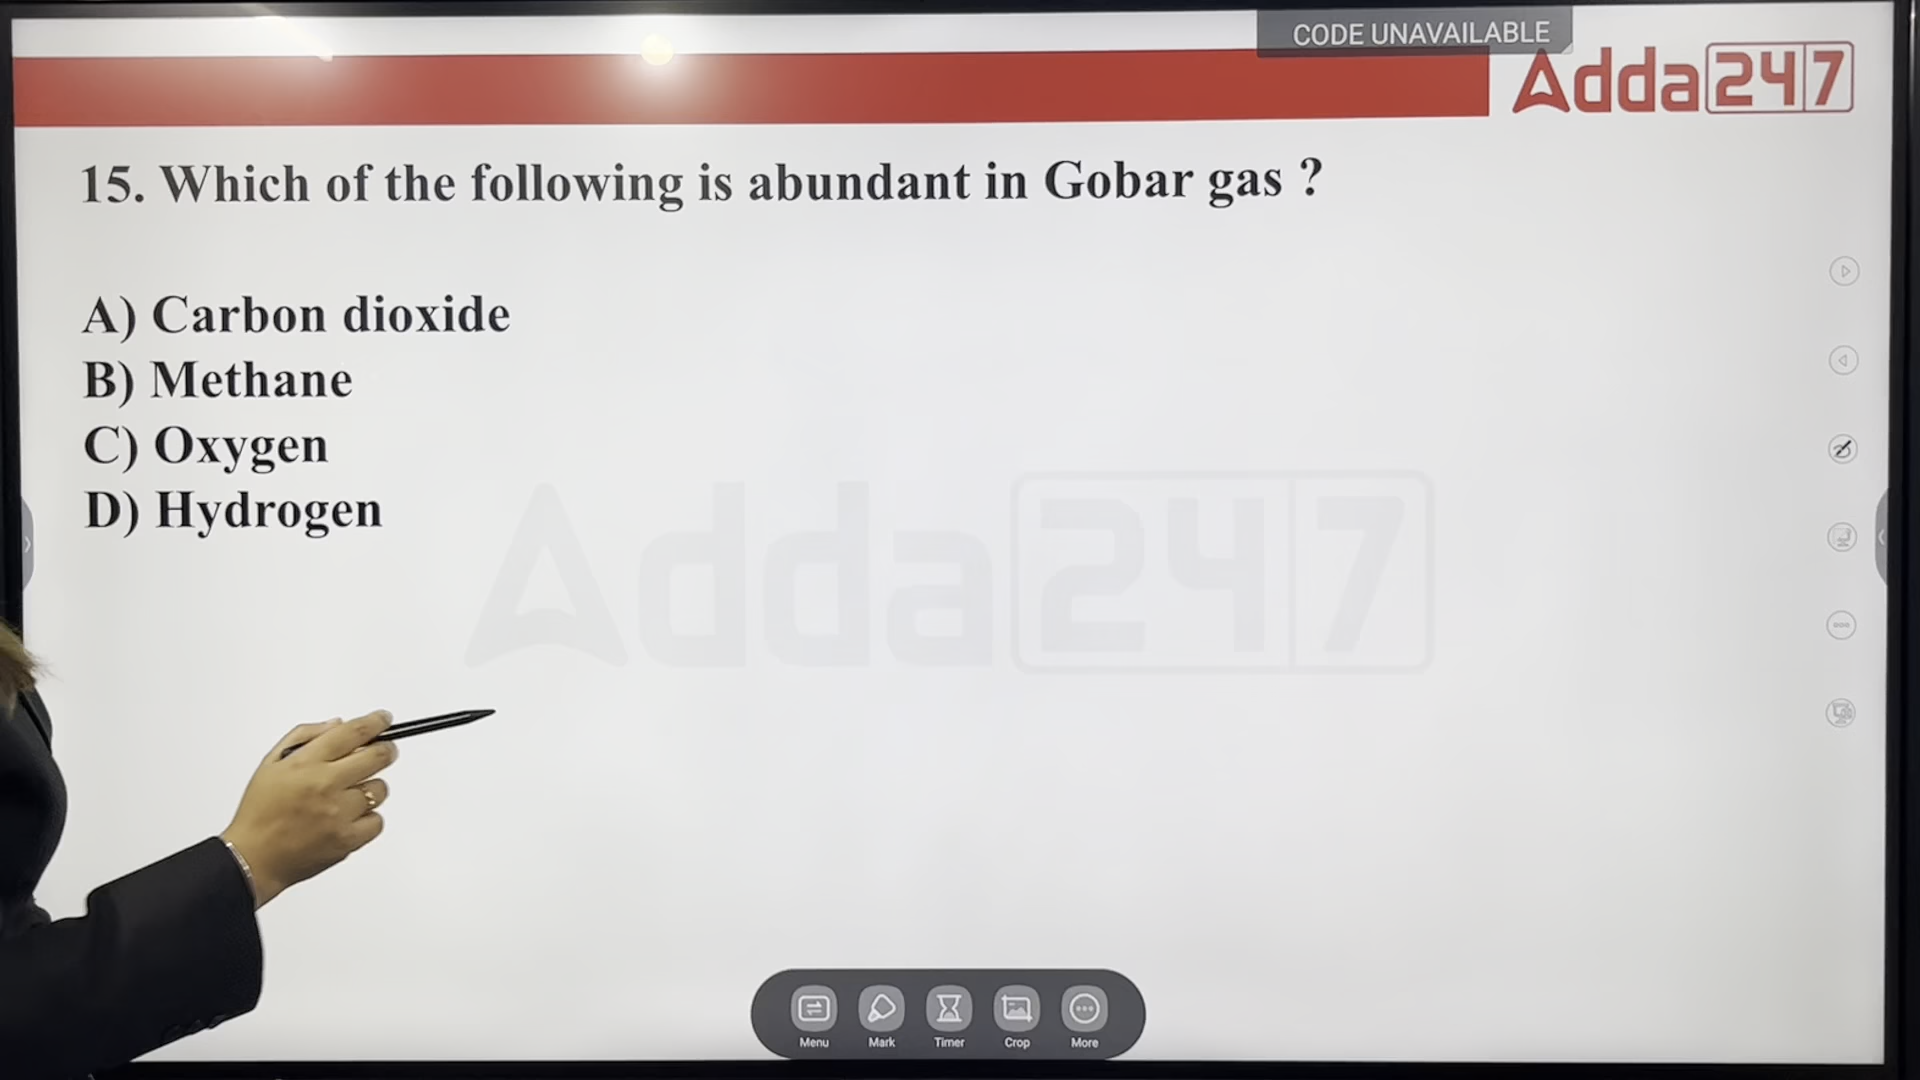 CODE UNAVAILABLE
Adda247
15. Which of the following is abundant in Gobar gas ?
A) Carbon dioxide
B) Methane
C) Oxygen
D) Hydrogen
Adda247
Menu
Mark
Timer
Crop
More